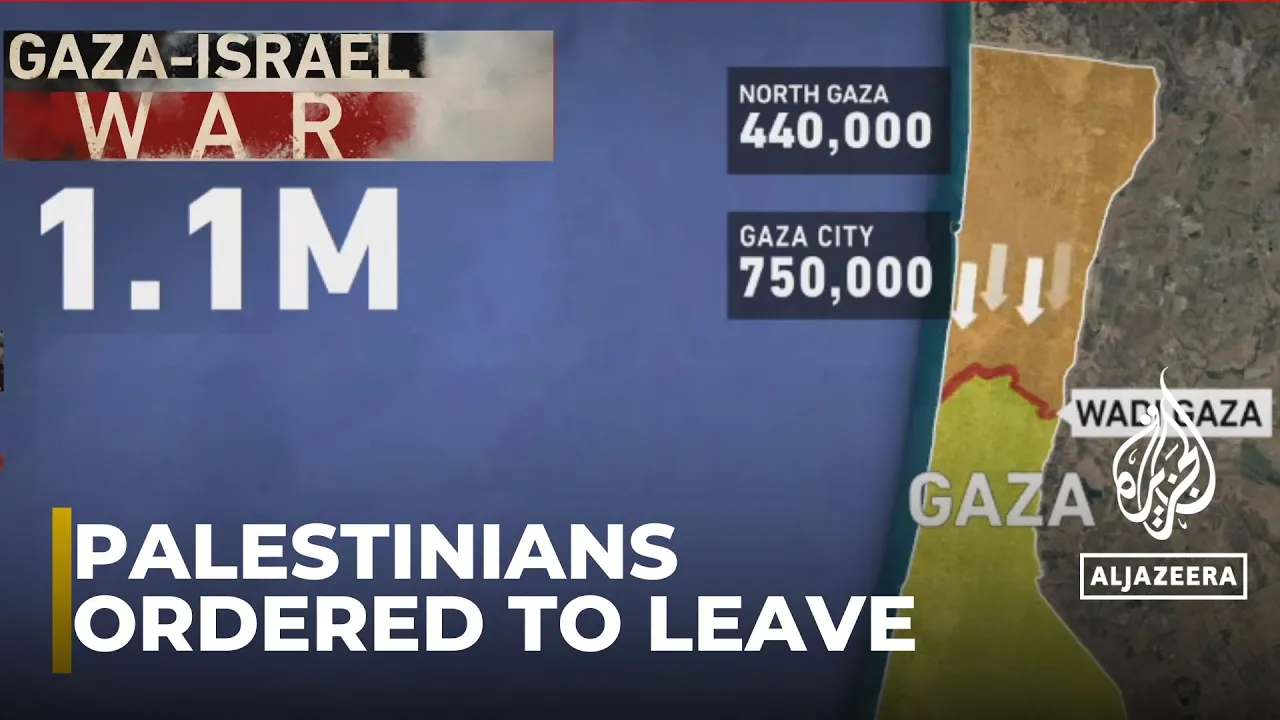 GAZA-ISRAEL
WAR
1.1M
NORTH GAZA
440,000
GAZA CITY
750,000
WADI GAZA
GAZA
الجزيرة
ALJAZEERA
PALESTINIANS
ORDERED TO LEAVE